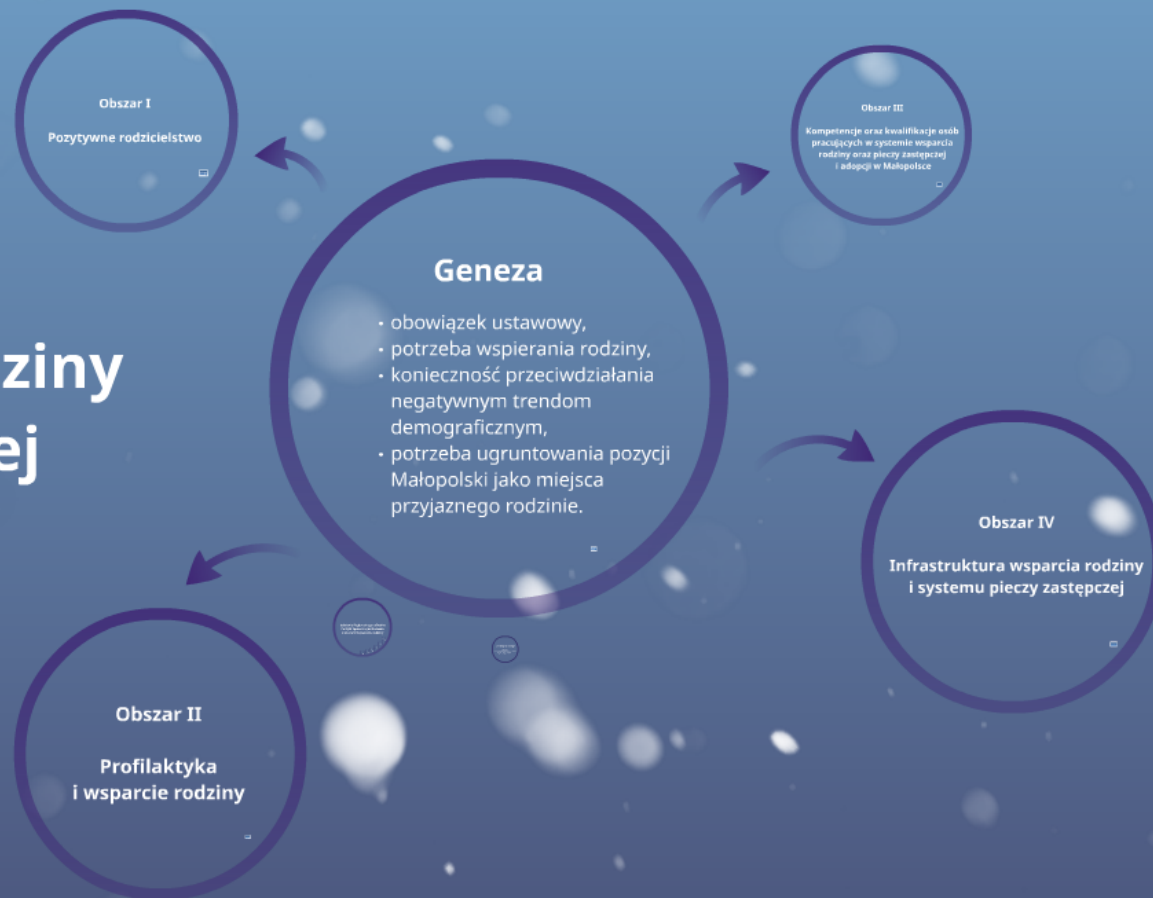 Obszar I
Pozytywne rodzicielstwo
Obszar III
Kompetencje oraz kwalifikacje osób
pracujących w systemie wsparcia
rodziny oraz pieczy zastępczej
i adopcji w Małopolsce
ziny
ej
Geneza
• obowiązek ustawowy,
• potrzeba wspierania rodziny,
• konieczność przeciwdziałania
negatywnym trendom
demograficznym,
• potrzeba ugruntowania pozycji
Małopolski jako miejsca
przyjaznego rodzinie.
Obszar IV
Infrastruktura wsparcia rodziny
i systemu pieczy zastępczej
Obszar II
Profilaktyka
i wsparcie rodziny